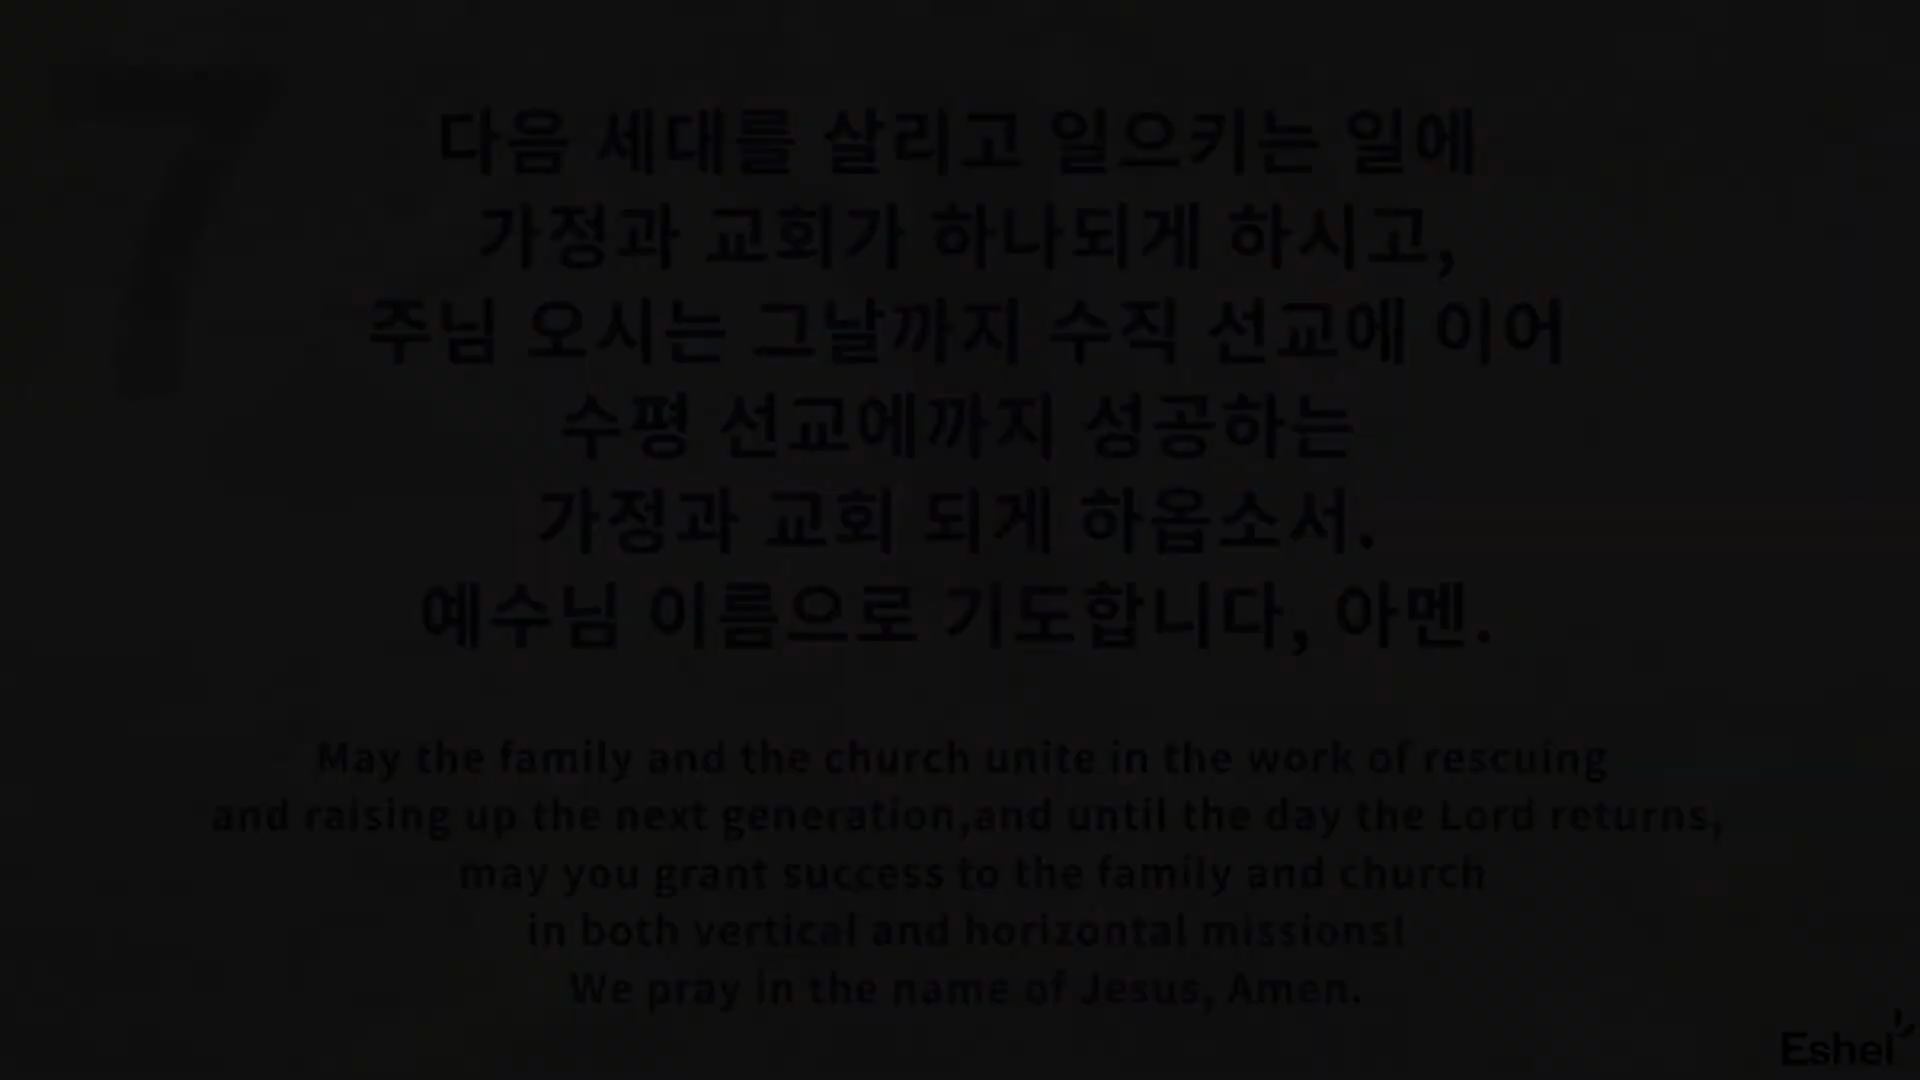 7
다음 세대를 살리고 일으키는 일에
가정과 교회가 하나되게 하시고,
주님 오시는 그날까지 수직 선교에 이어
수평 선교에까지 성공하는
가정과 교회 되게 하옵소서.
예수님 이름으로 기도합니다, 아멘.
May the family and the church unite in the work of rescuing
and raising up the next generation,and until the day the Lord returns,
may you grant success to the family and church
in both vertical and horizontal missions!
We pray in the name of Jesus, Amen.
Eshel